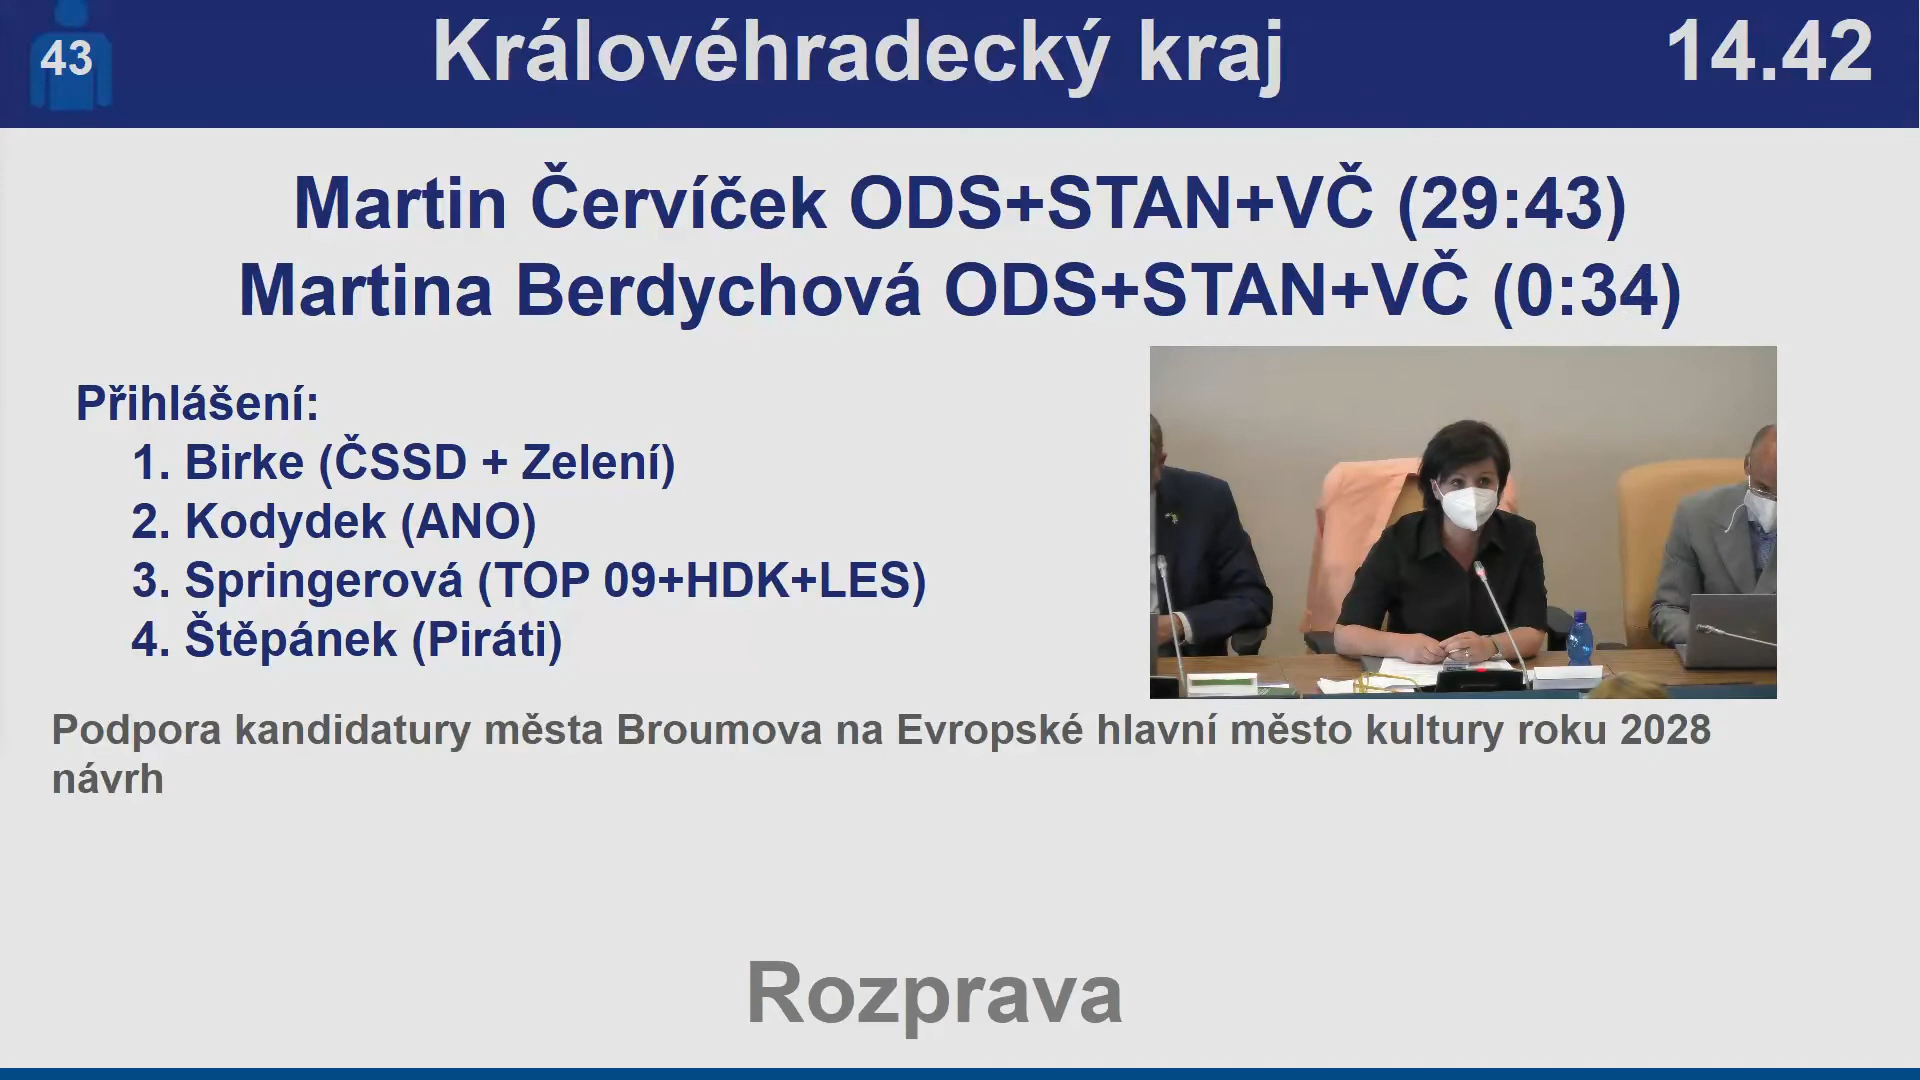 43
Královéhradecký kraj
14.42
Martin Červíček ODS+STAN+VČ (29:43)
Martina Berdychová ODS+STAN+VČ (0:34)
Přihlášení:
1. Birke (ČSSD + Zelení)
2. Kodydek (ANO)
3. Springerová (TOP 09+HDK+LES)
4. Štěpánek (Piráti)
Podpora kandidatury města Broumova na Evropské hlavní město kultury roku 2028
návrh
Rozprava